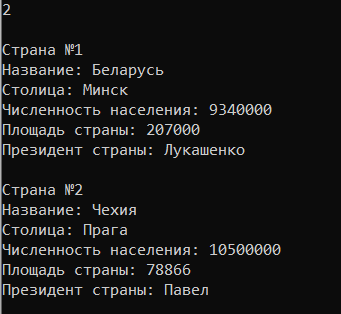 2
Страна №1
Название: Беларусь
Столица: Минск
Численность населения: 9340000
Площадь страны: 207000
Президент страны: Лукашенко
Страна №2
Название: Чехия
Столица: Прага
Численность населения: 10500000
Площадь страны: 78866
Президент страны: Павел